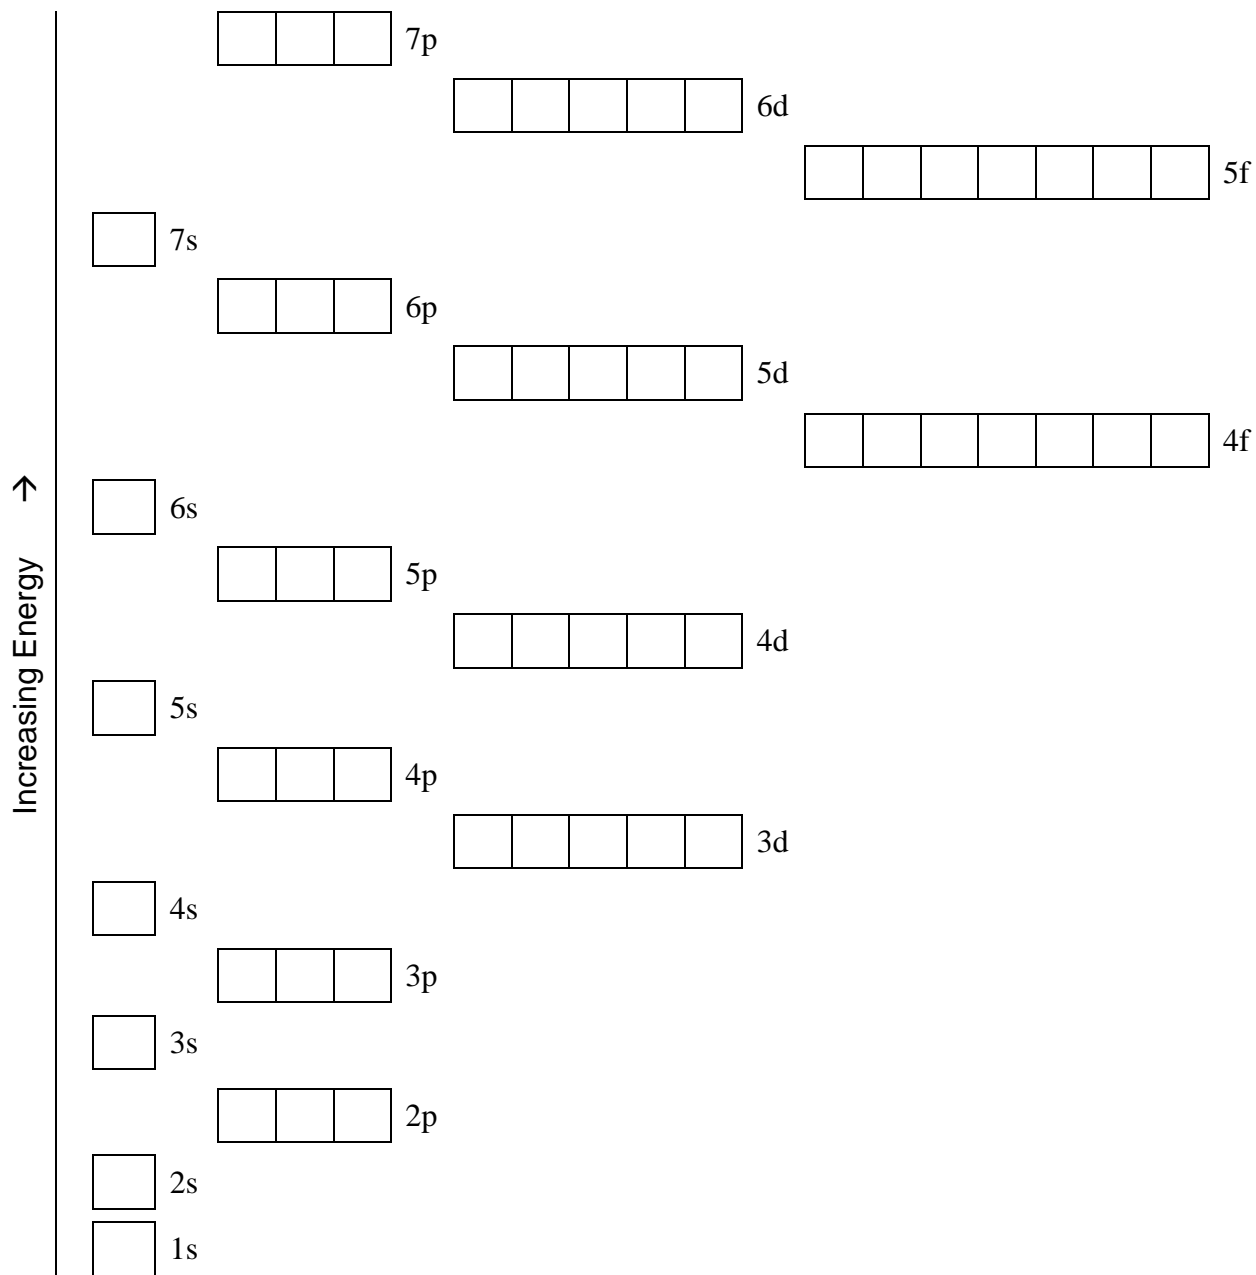 7p
6d
5f
7s
6p
5d
4f
6s
5p
4d
5s
4p
3d
4s
3p
3s
2p
2s
1s
Increasing Energy →